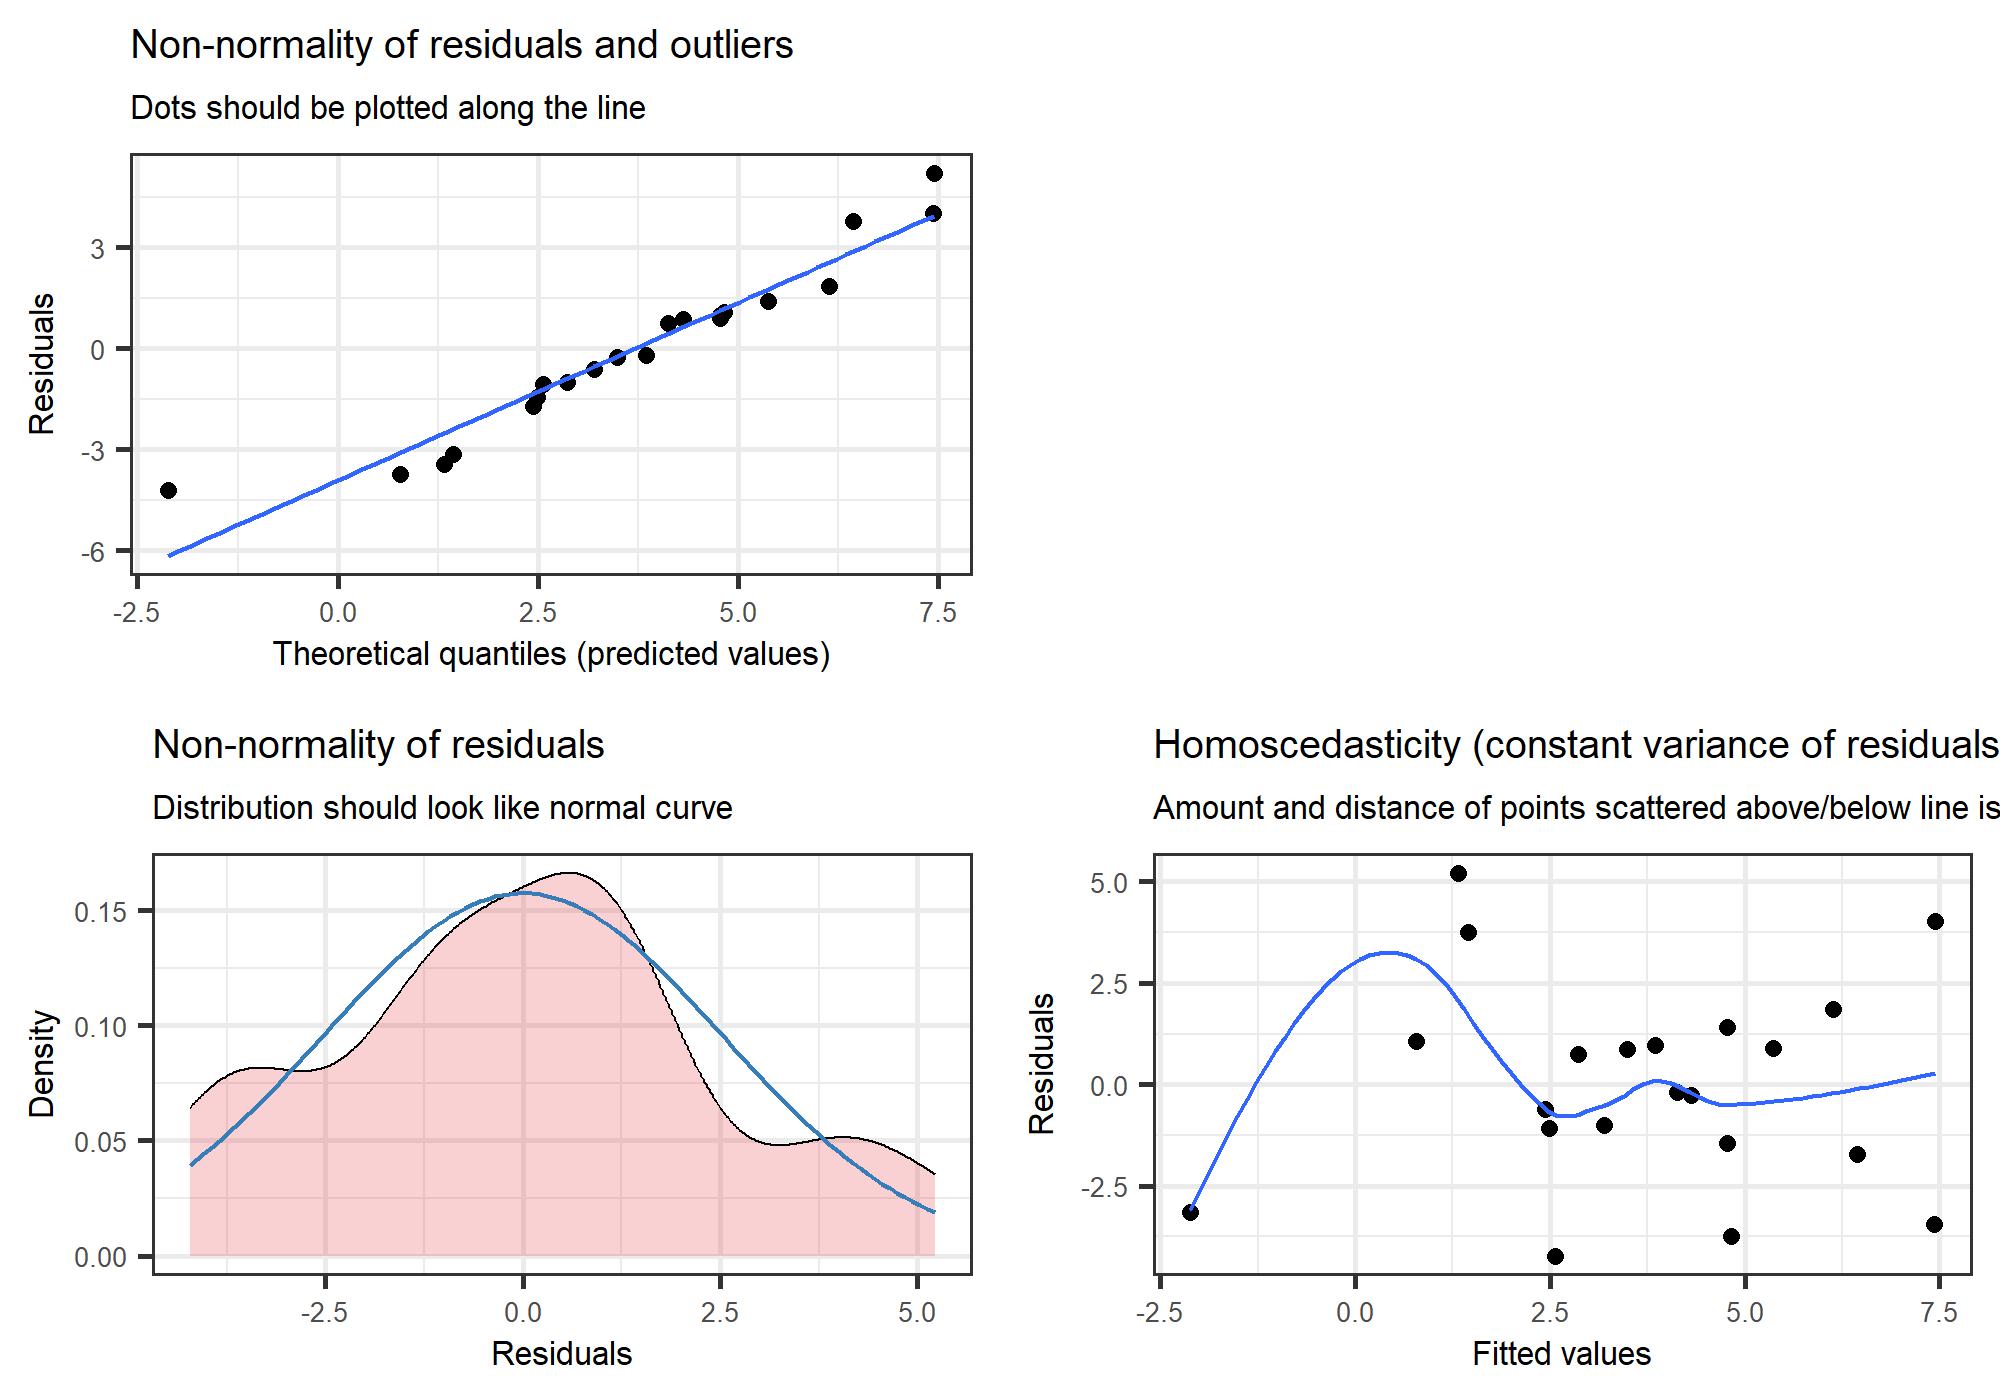 Non-normality of residuals and outliers
Dots should be plotted along the line
Residuals
3
0
-3
-6
-2.5 0.0 2.5 5.0 7.5
Theoretical quantiles (predicted values)
Non-normality of residuals
Distribution should look like normal curve
Density
0.15
0.10
0.05
0.00
-2.5 0.0 2.5 5.0
Residuals
Homoscedasticity (constant variance of residuals
Amount and distance of points scattered above/below line is
Residuals
5.0
2.5
0.0
-2.5
-2.5 0.0 2.5 5.0 7.5
Fitted values